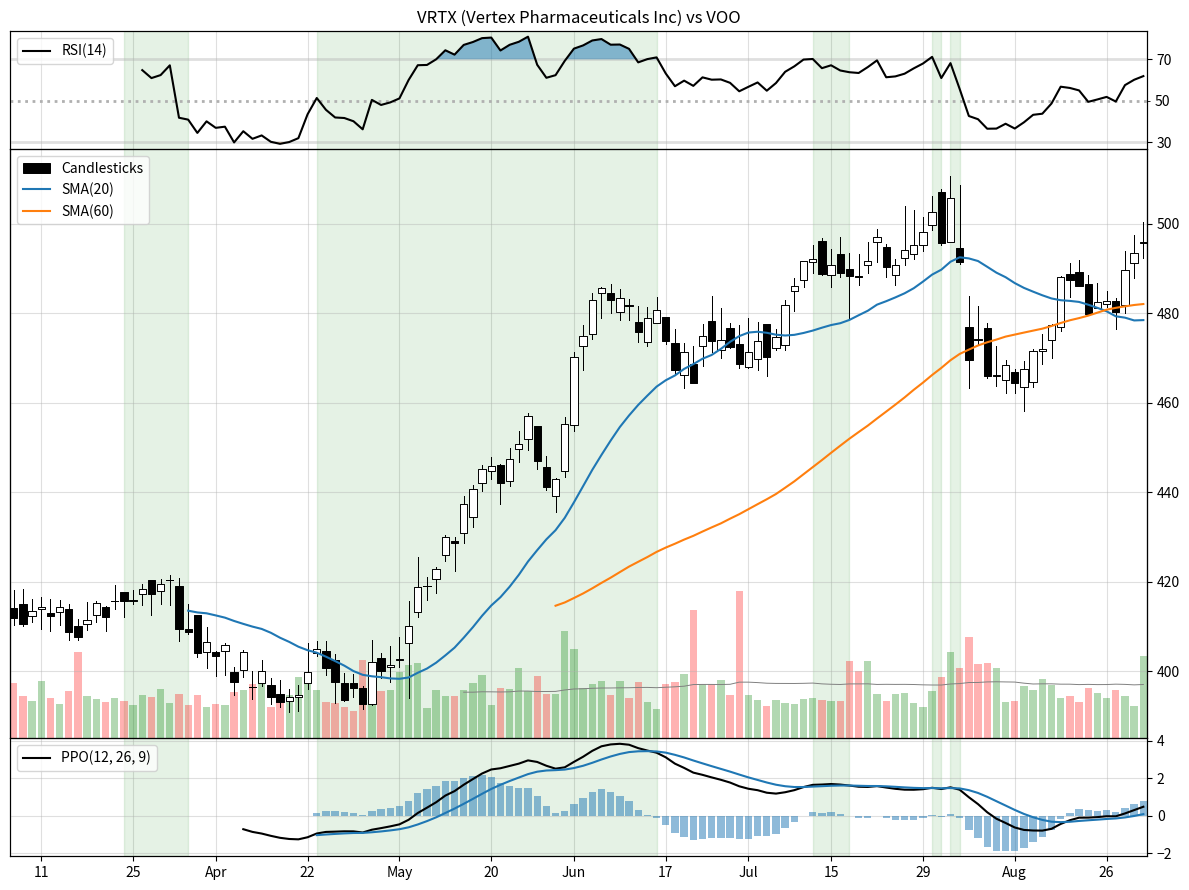 VRTX (Vertex Pharmaceuticals Inc) vs VOO
RSI(14)
70
50
30
Candlesticks
SMA(20)
SMA(60)
500
480
460
440
420
400
PPO(12, 26, 9)
4
2
0
−2
11 25 Apr 22 May 20 Jun 17 Jul 15 29 Aug 26